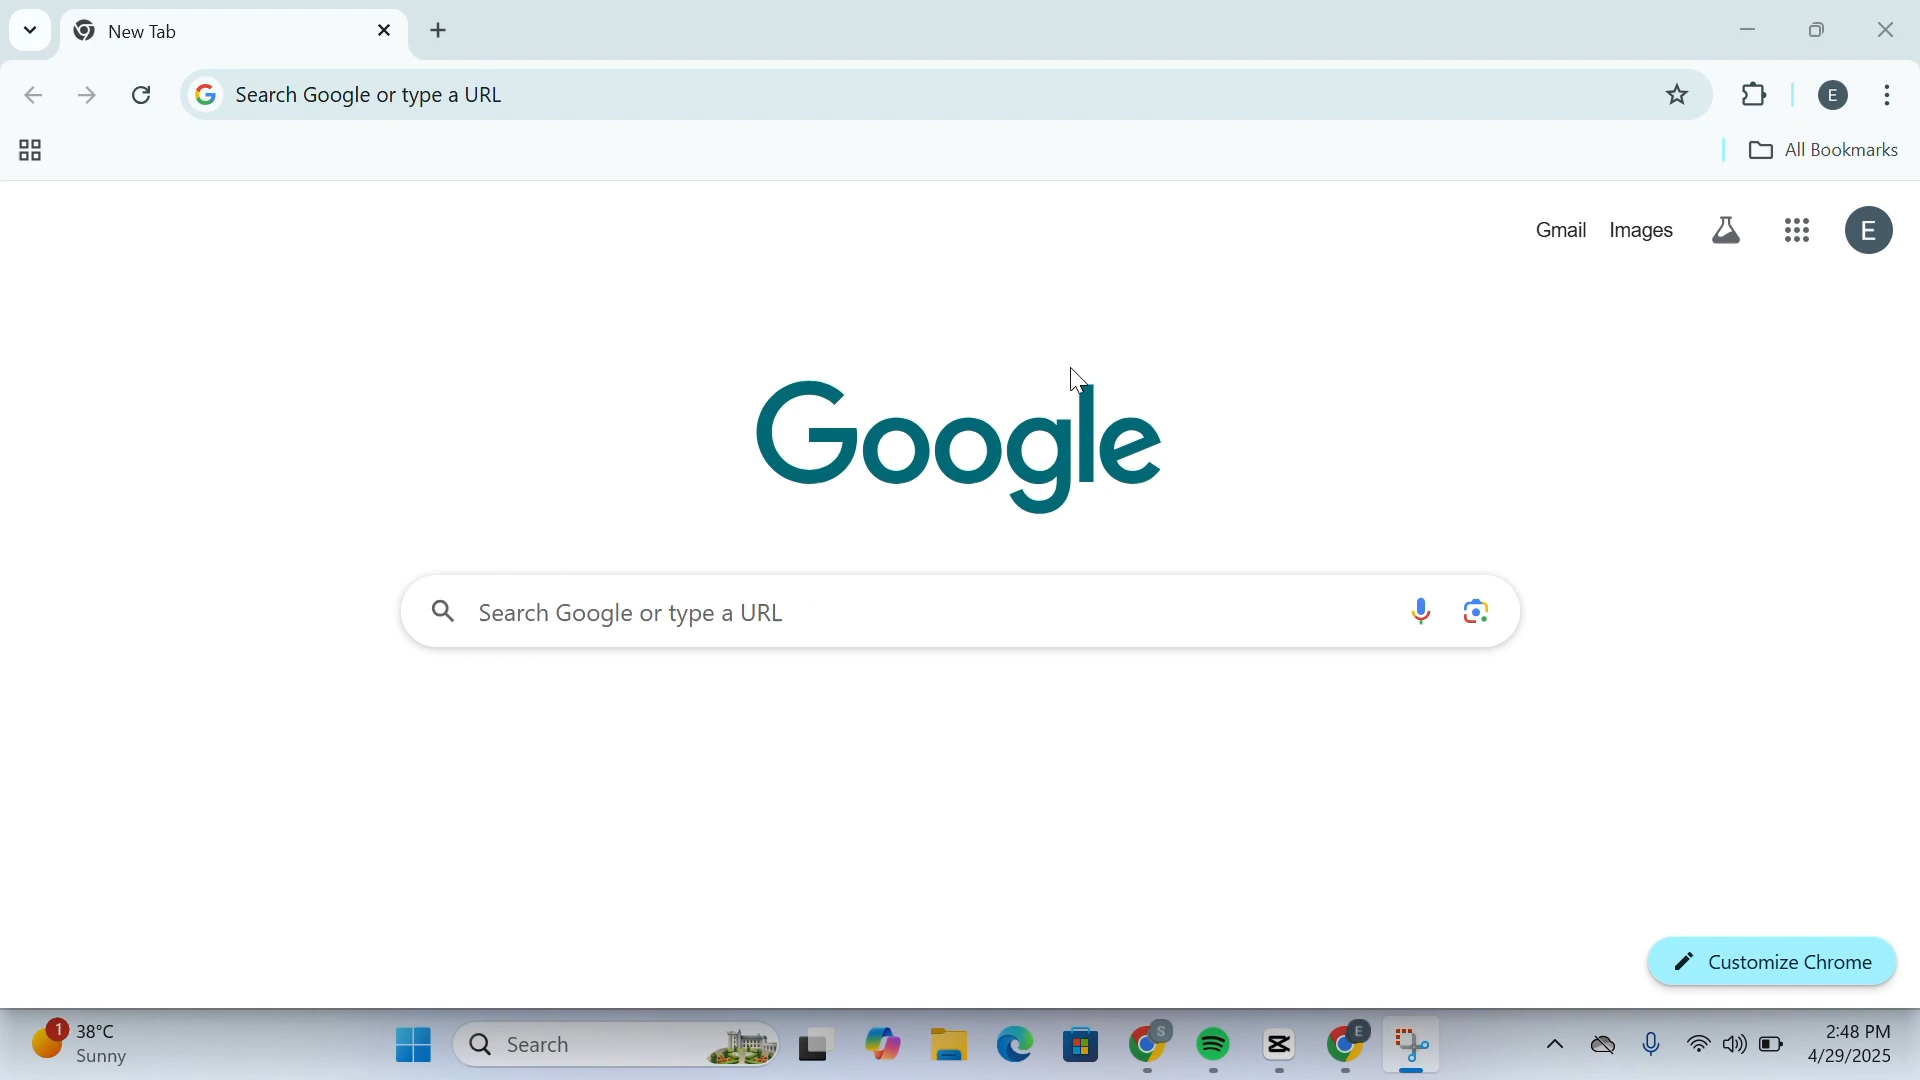 New Tab
Search Google or type a URL
E
All Bookmarks
Gmail Images
E
Google
Search Google or type a URL
Customize Chrome
1
38°C
Sunny
Search
S
E
2:48 PM
4/29/2025